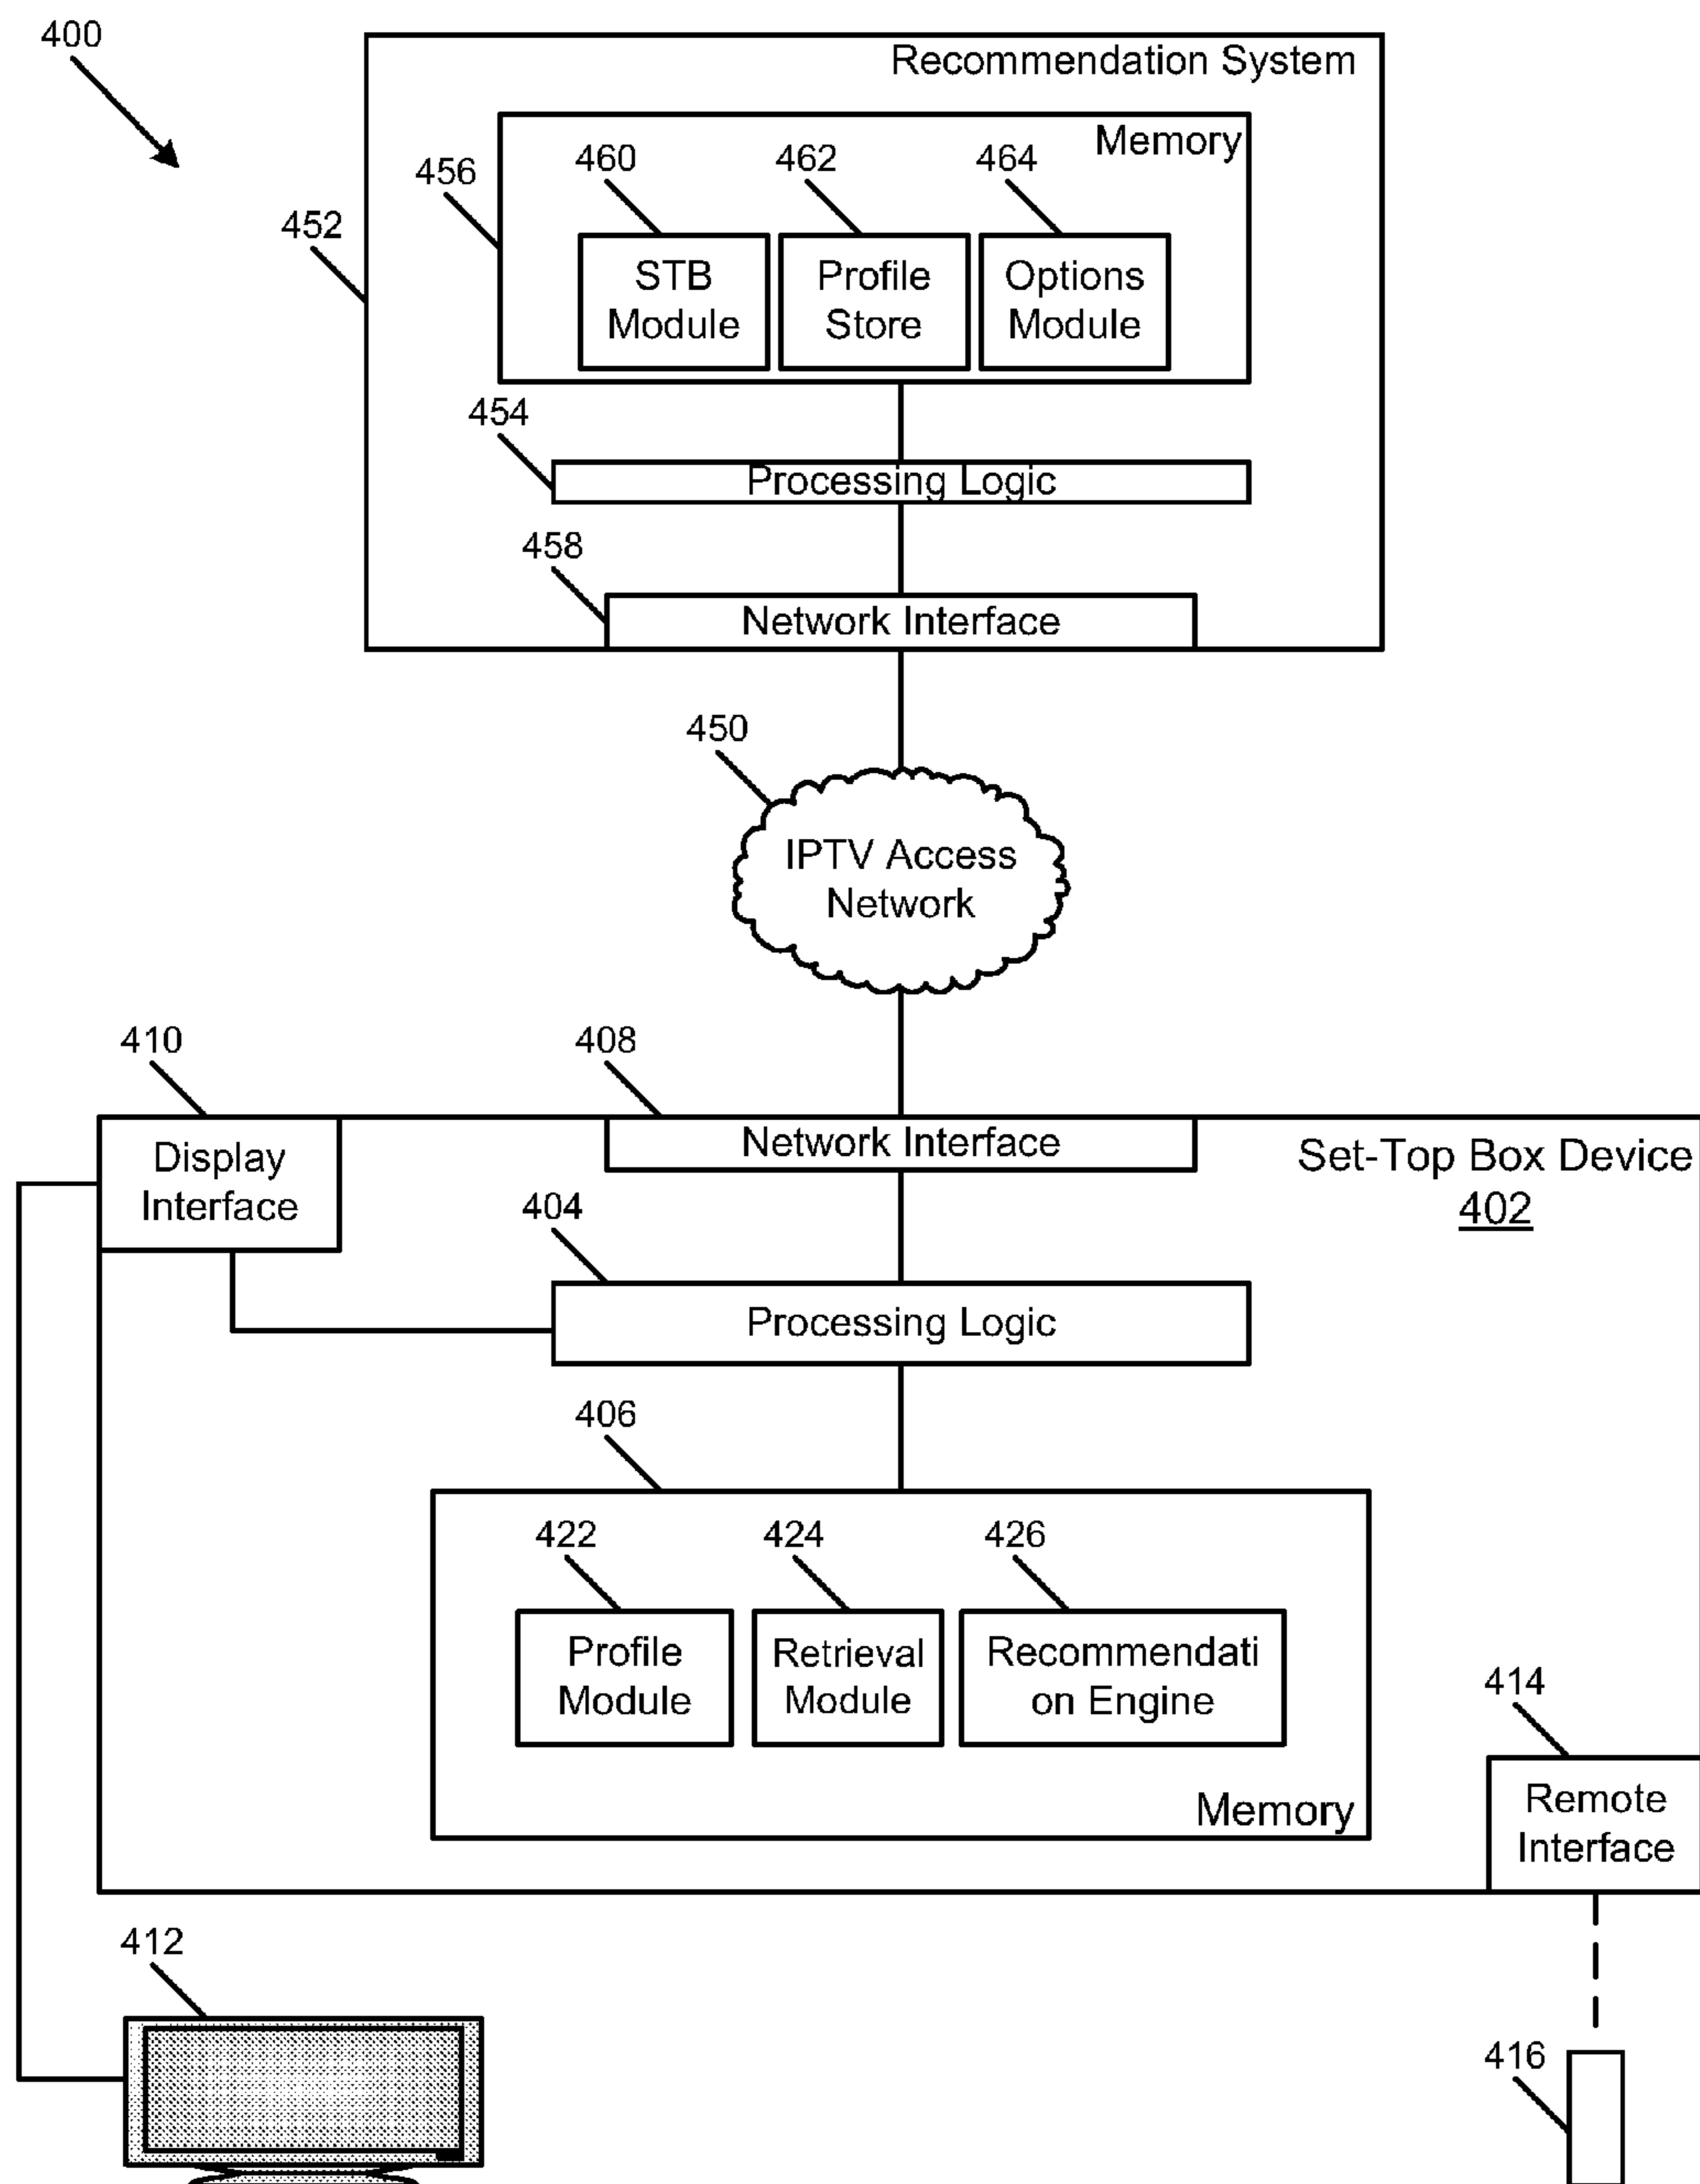 400
Recommendation System
Memory
456
460
462
464
452
STB
Module
Profile
Store
Options
Module
454
Processing Logic
458
Network Interface
450
IPTV Access
Network
410
408
Display
Interface
Network Interface
Set-Top Box Device
402
404
Processing Logic
406
422
424
426
Profile
Module
Retrieval
Module
Recommendati
on Engine
Memory
414
Remote
Interface
412
416